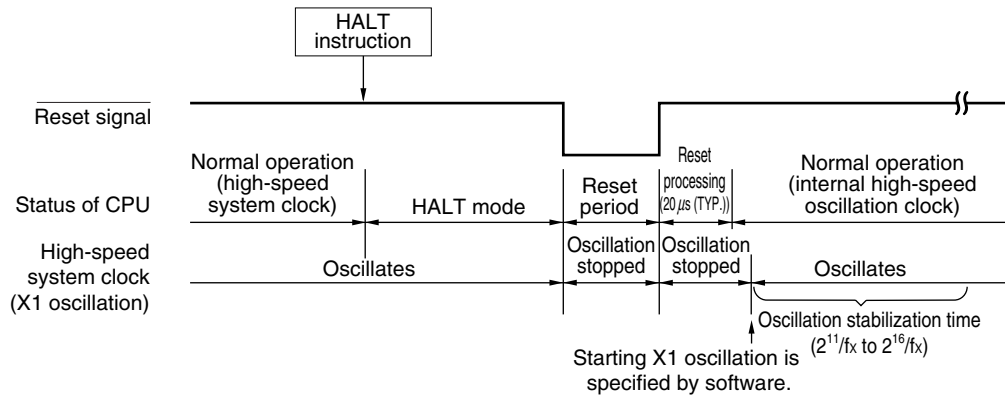 HALT
instruction
Reset signal
Normal operation
(high-speed
system clock)
Reset
processing
(20 μs (TYP.))
Normal operation
(internal high-speed
oscillation clock)
Status of CPU
HALT mode
Reset
period
High-speed
system clock
(X1 oscillation)
Oscillates
Oscillation
stopped
Oscillation
stopped
Oscillates
Oscillation stabilization time
(2¹¹/fx to 2¹⁶/fx)
Starting X1 oscillation is
specified by software.